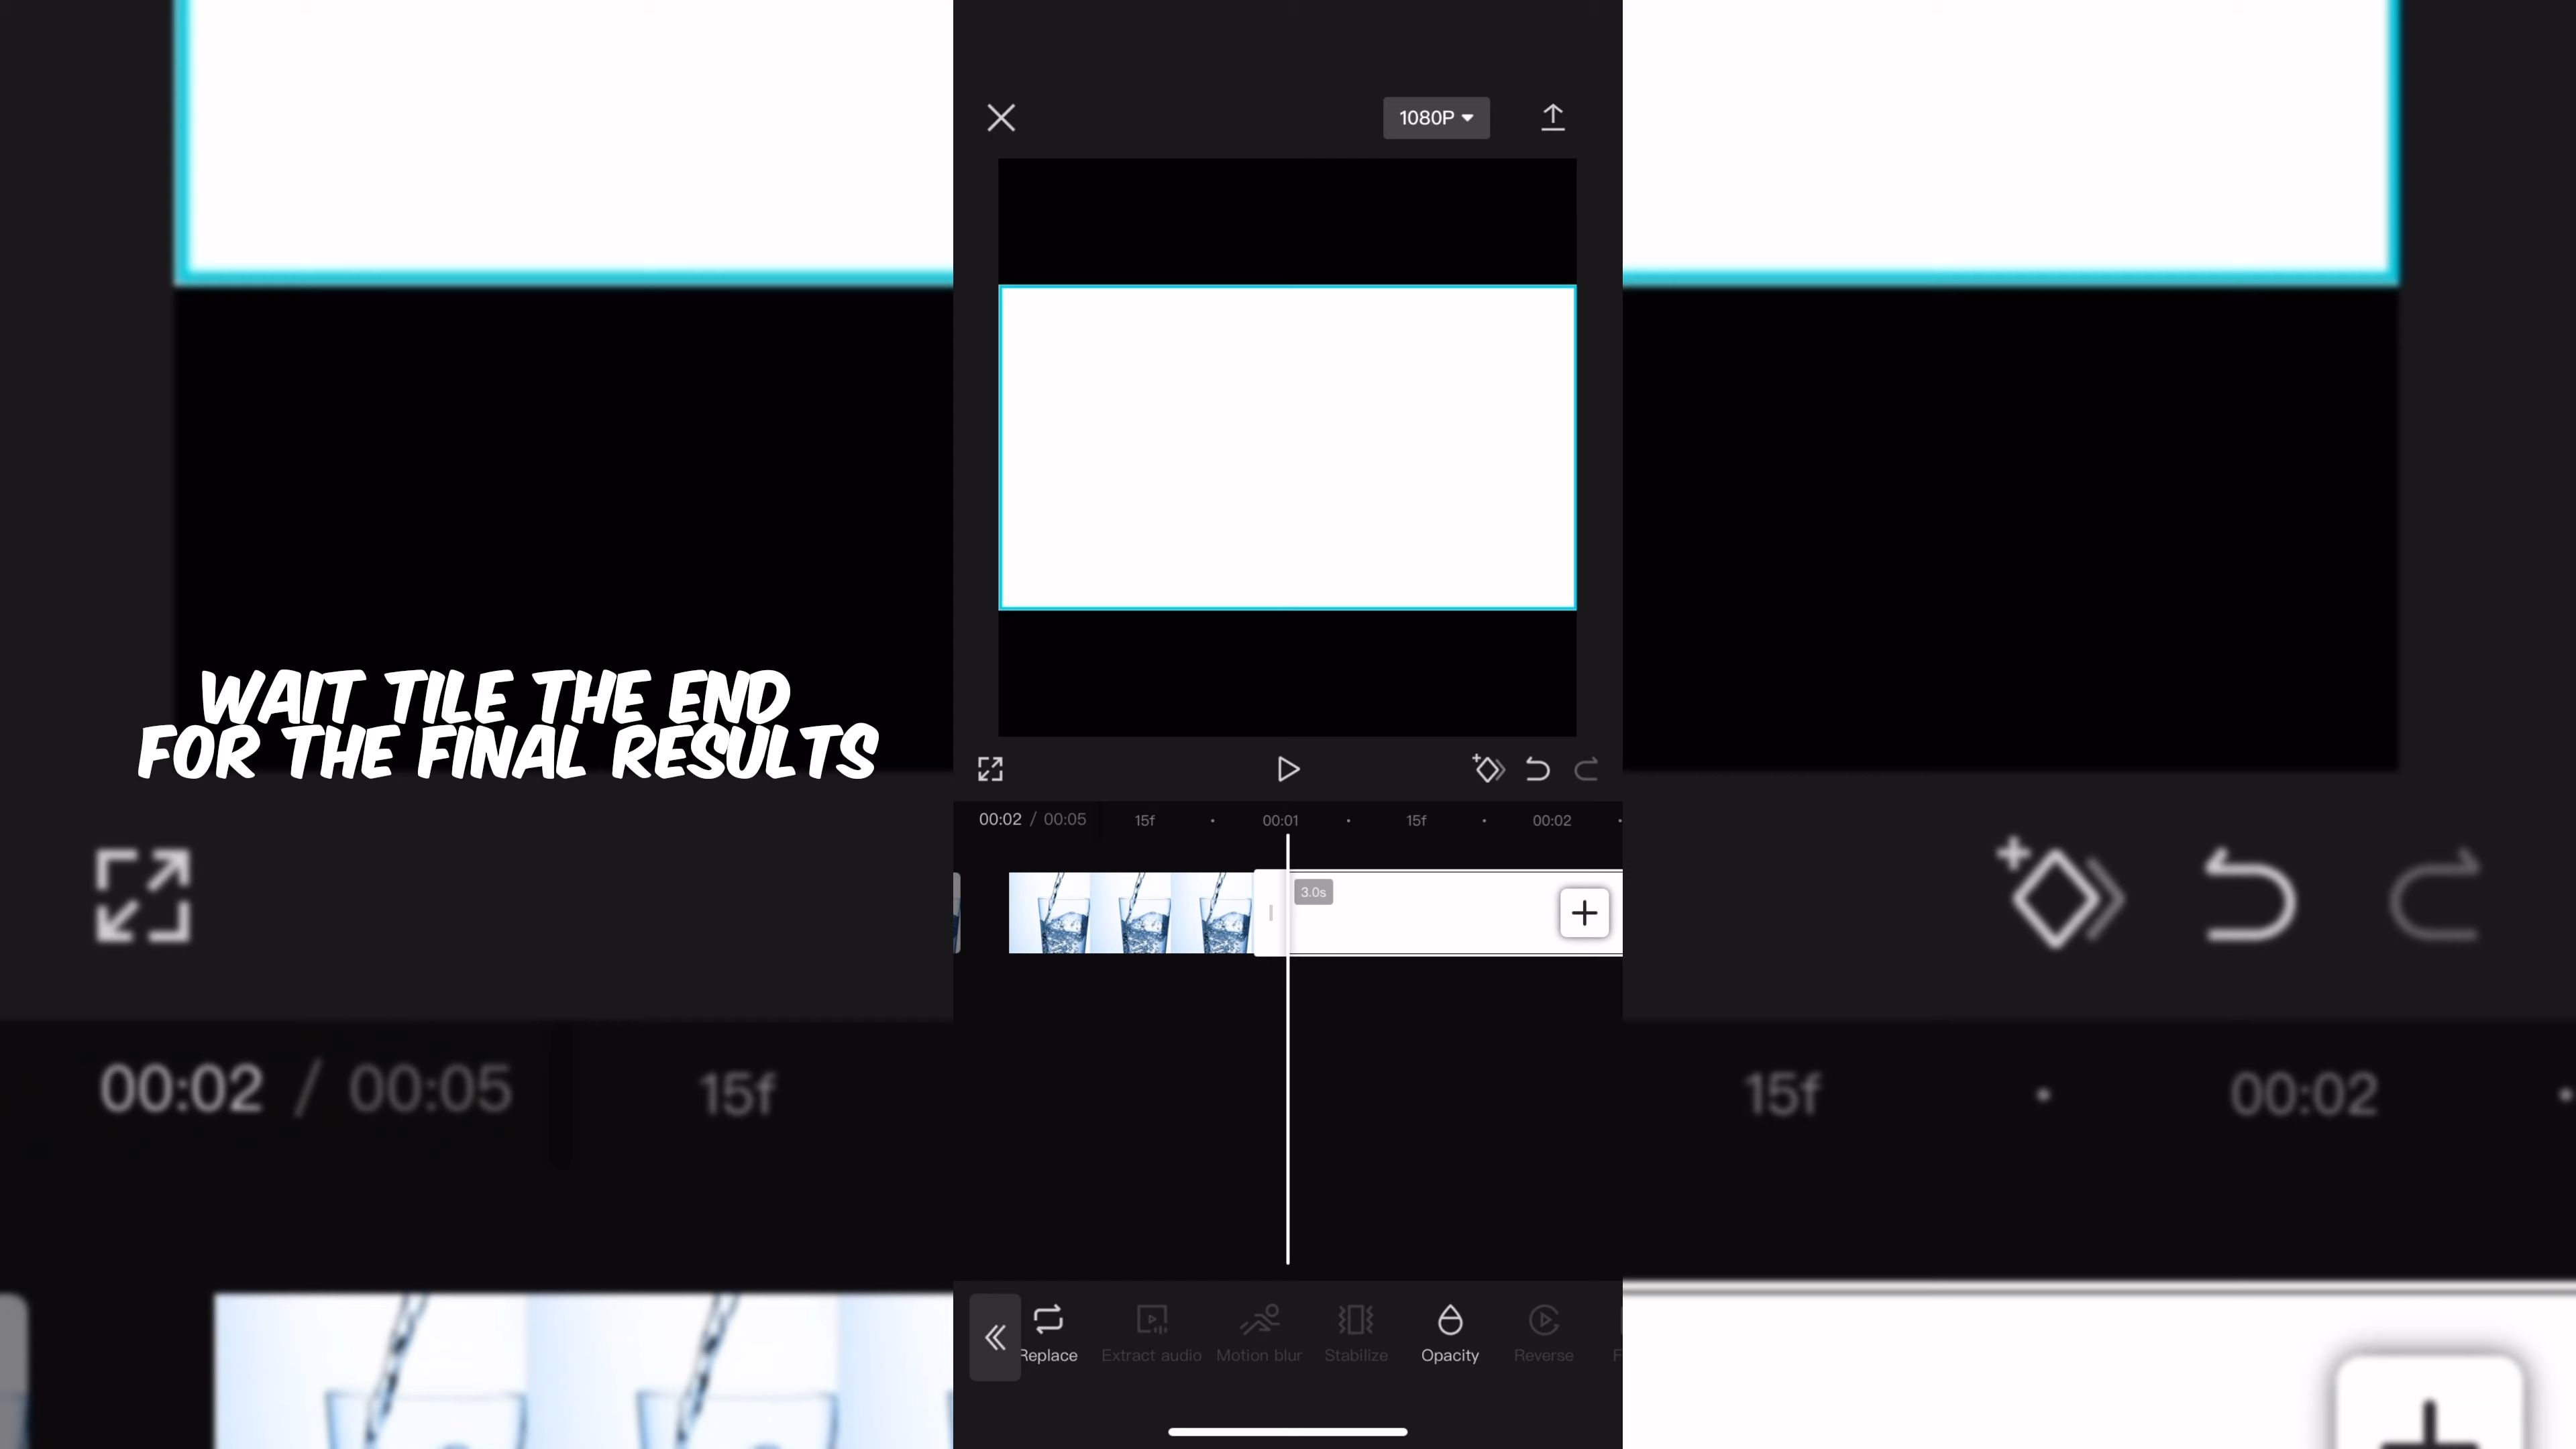 1080P
WAIT TILE THE END
FOR THE FINAL RESULTS
00:02 / 00:05 15f 00:01 15f 00:02
3.0s
00:02 / 00:05 15f 15f 00:02
Replace Extract audio Motion blur Stabilize Opacity Reverse